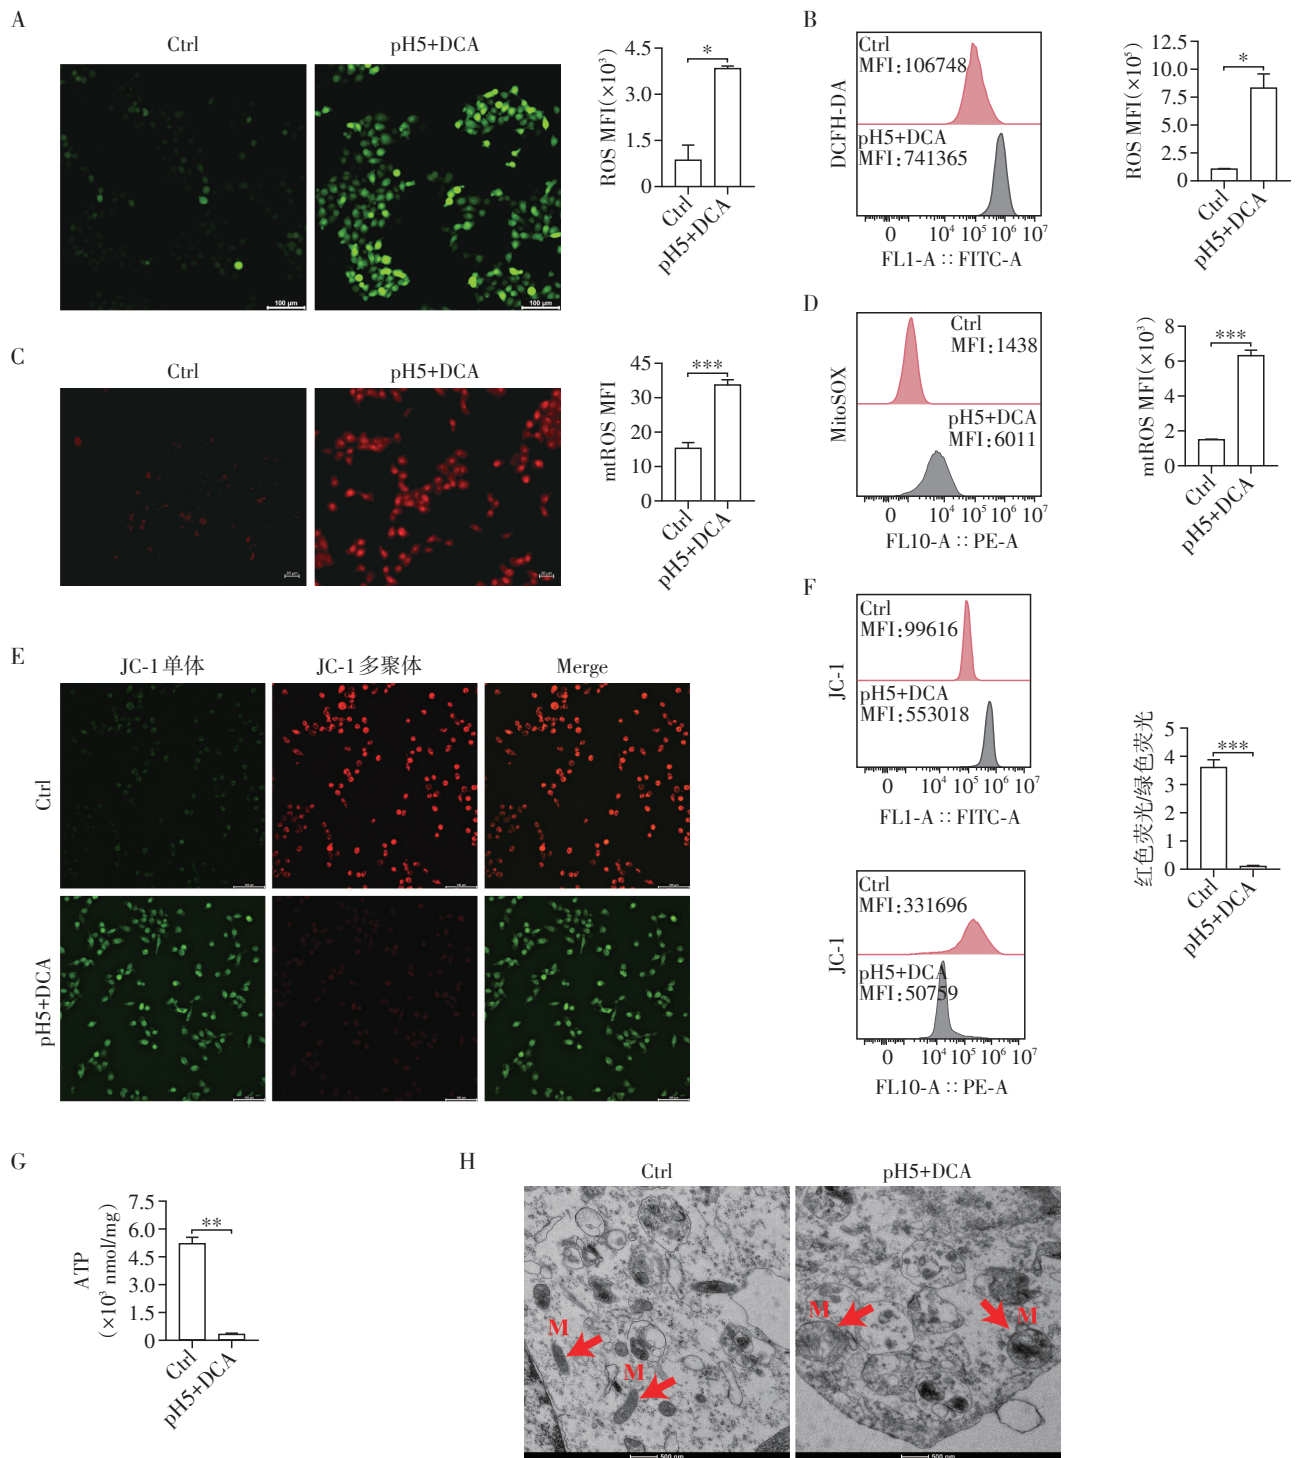 A
Ctrl
pH5+DCA
100 μm
100 μm
ROS MFI(×10³)
4.5
3.0
1.5
0
*
Ctrl
pH5+DCA
B
DCFH-DA
Ctrl
MFI:106748
pH5+DCA
MFI:741365
0 10⁴ 10⁵ 10⁶ 10⁷
FL1-A :: FITC-A
ROS MFI(×10⁵)
12.5
10.0
7.5
5.0
2.5
0
*
Ctrl
pH5+DCA
C
Ctrl
pH5+DCA
mtROS MFI
45
30
20
10
0
***
Ctrl
pH5+DCA
D
MitoSOX
Ctrl
MFI:1438
pH5+DCA
MFI:6011
0 10⁴ 10⁵ 10⁶ 10⁷
FL10-A :: PE-A
mtROS MFI(×10³)
8
6
4
2
0
***
Ctrl
pH5+DCA
E
JC-1 单体
JC-1 多聚体
Merge
Ctrl
pH5+DCA
F
JC-1
Ctrl
MFI:99616
pH5+DCA
MFI:553018
0 10⁴ 10⁵ 10⁶ 10⁷
FL1-A :: FITC-A
JC-1
Ctrl
MFI:331696
pH5+DCA
MFI:50759
0 10⁴ 10⁵ 10⁶ 10⁷
FL10-A :: PE-A
红色荧光/绿色荧光
5
4
3
2
1
0
***
Ctrl
pH5+DCA
G
ATP
(×10³ nmol/mg)
7.5
6.0
4.5
3.0
1.5
0
**
Ctrl
pH5+DCA
H
Ctrl
pH5+DCA
M
M
M
M
500 nm
500 nm